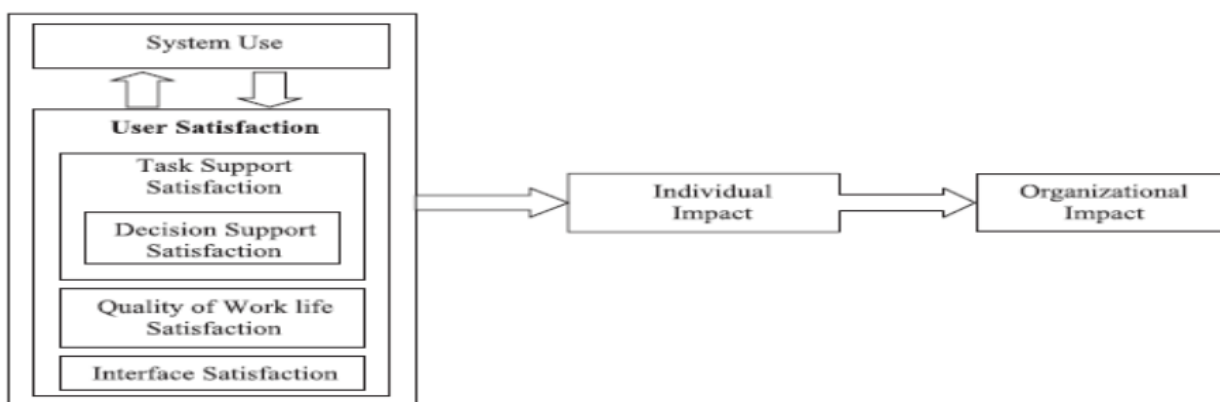 System Use
User Satisfaction
Task Support
Satisfaction
Decision Support
Satisfaction
Quality of Work life
Satisfaction
Interface Satisfaction
Individual
Impact
Organizational
Impact